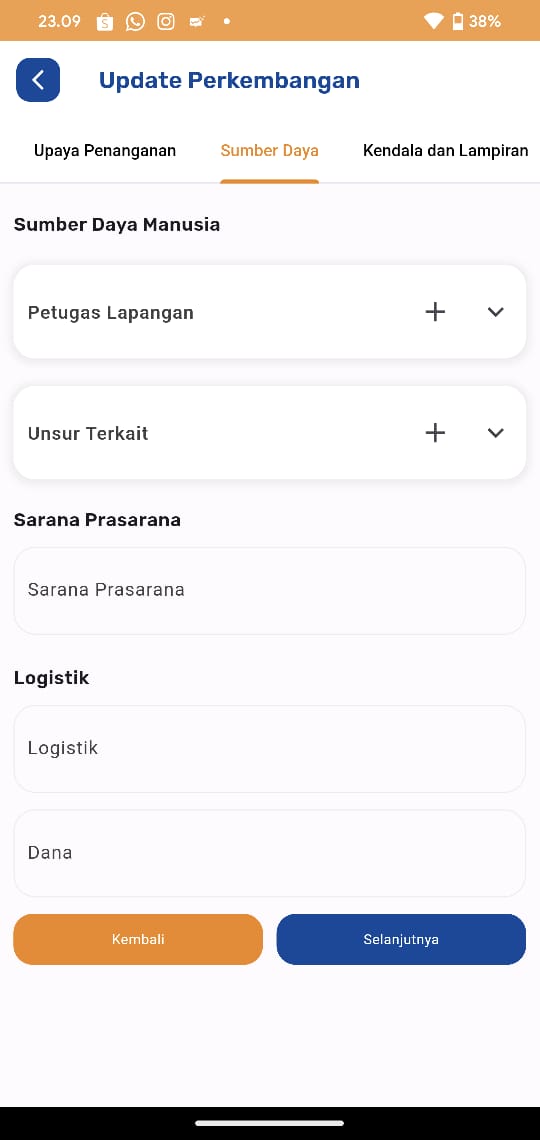 23.09
38%
Update Perkembangan
Upaya Penanganan
Sumber Daya
Kendala dan Lampiran
Sumber Daya Manusia
Petugas Lapangan
Unsur Terkait
Sarana Prasarana
Sarana Prasarana
Logistik
Logistik
Dana
Kembali
Selanjutnya